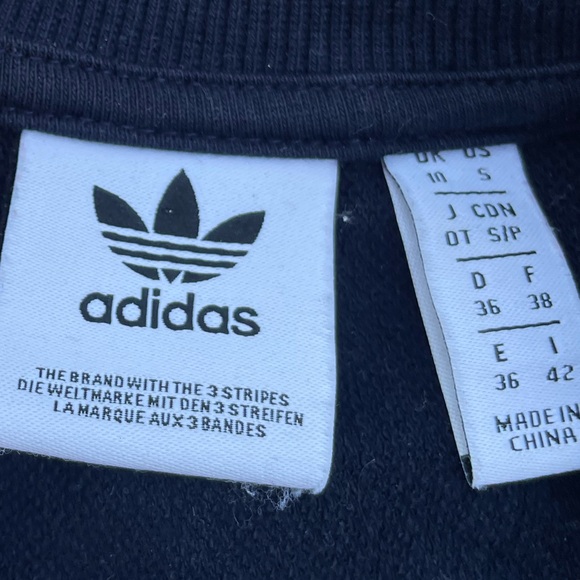 adidas
THE BRAND WITH THE 3 STRIPES
DIE WELTMARKE MIT DEN 3 STREIFEN
LA MARQUE AUX 3 BANDES
UK US
10 S
J CDN
OT S/P
D F
36 38
E I
36 42
MADE IN
CHINA